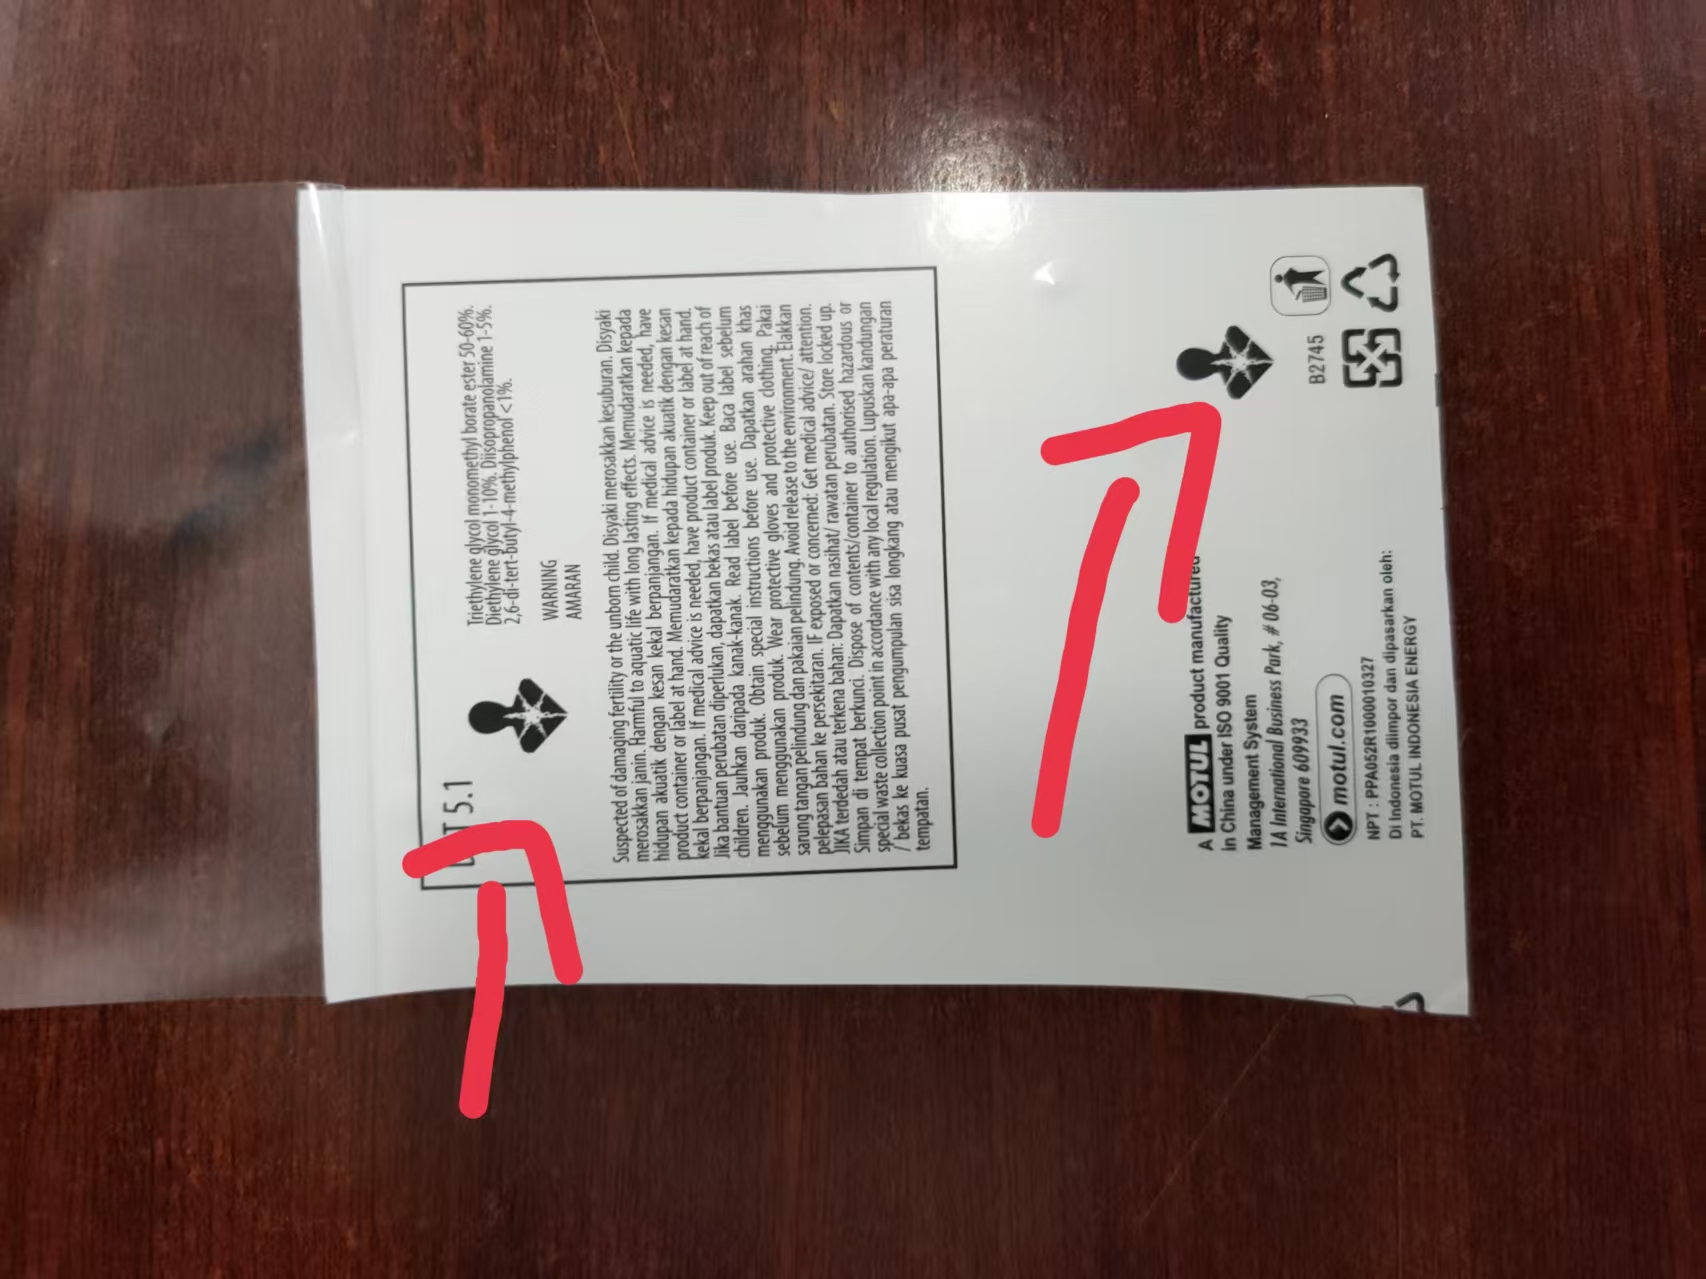 T 5.1
Triethylene glycol monomethyl borate ester 50-60%.
Diethylene glycol 1-10%. Diisopropanolamine 1-5%.
2,6-di-tert-butyl-4-methylphenol <1%.
WARNING
AMARAN
Suspected of damaging fertility or the unborn child. Disyaki merosakkan kesuburan. Disyaki
merosakkan janin. Harmful to aquatic life with long lasting effects. Memudaratkan kepada
hidupan akuatik dengan kesan kekal berpanjangan. If medical advice is needed, have
product container or label at hand. Memudaratkan kepada hidupan akuatik dengan kesan
kekal berpanjangan. If medical advice is needed, have product container or label at hand.
Jika bantuan perubatan diperlukan, dapatkan bekas atau label produk. Keep out of reach of
children. Jauhkan daripada kanak-kanak. Read label before use. Baca label sebelum
menggunakan produk. Obtain special instructions before use. Dapatkan arahan khas
sebelum menggunakan produk. Wear protective gloves and protective clothing. Pakai
sarung tangan pelindung dan pakaian pelindung. Avoid release to the environment. Elakkan
pelepasan bahan ke persekitaran. IF exposed or concerned: Get medical advice/ attention.
JIKA terdedah atau terkena bahan: Dapatkan nasihat/ rawatan perubatan. Store locked up.
Simpan di tempat berkunci. Dispose of contents/container to authorised hazardous or
special waste collection point in accordance with any local regulation. Lupuskan kandungan
/ bekas ke kuasa pusat pengumpulan sisa longkang atau mengikut apa-apa peraturan
tempatan.
A MOTUL product manufactured
in China under ISO 9001 Quality
Management System
1A International Business Park, # 06-03,
Singapore 609933
motul.com
NPT : PPA052R1000010327
Di Indonesia diimpor dan dipasarkan oleh:
PT. MOTUL INDONESIA ENERGY
B2745